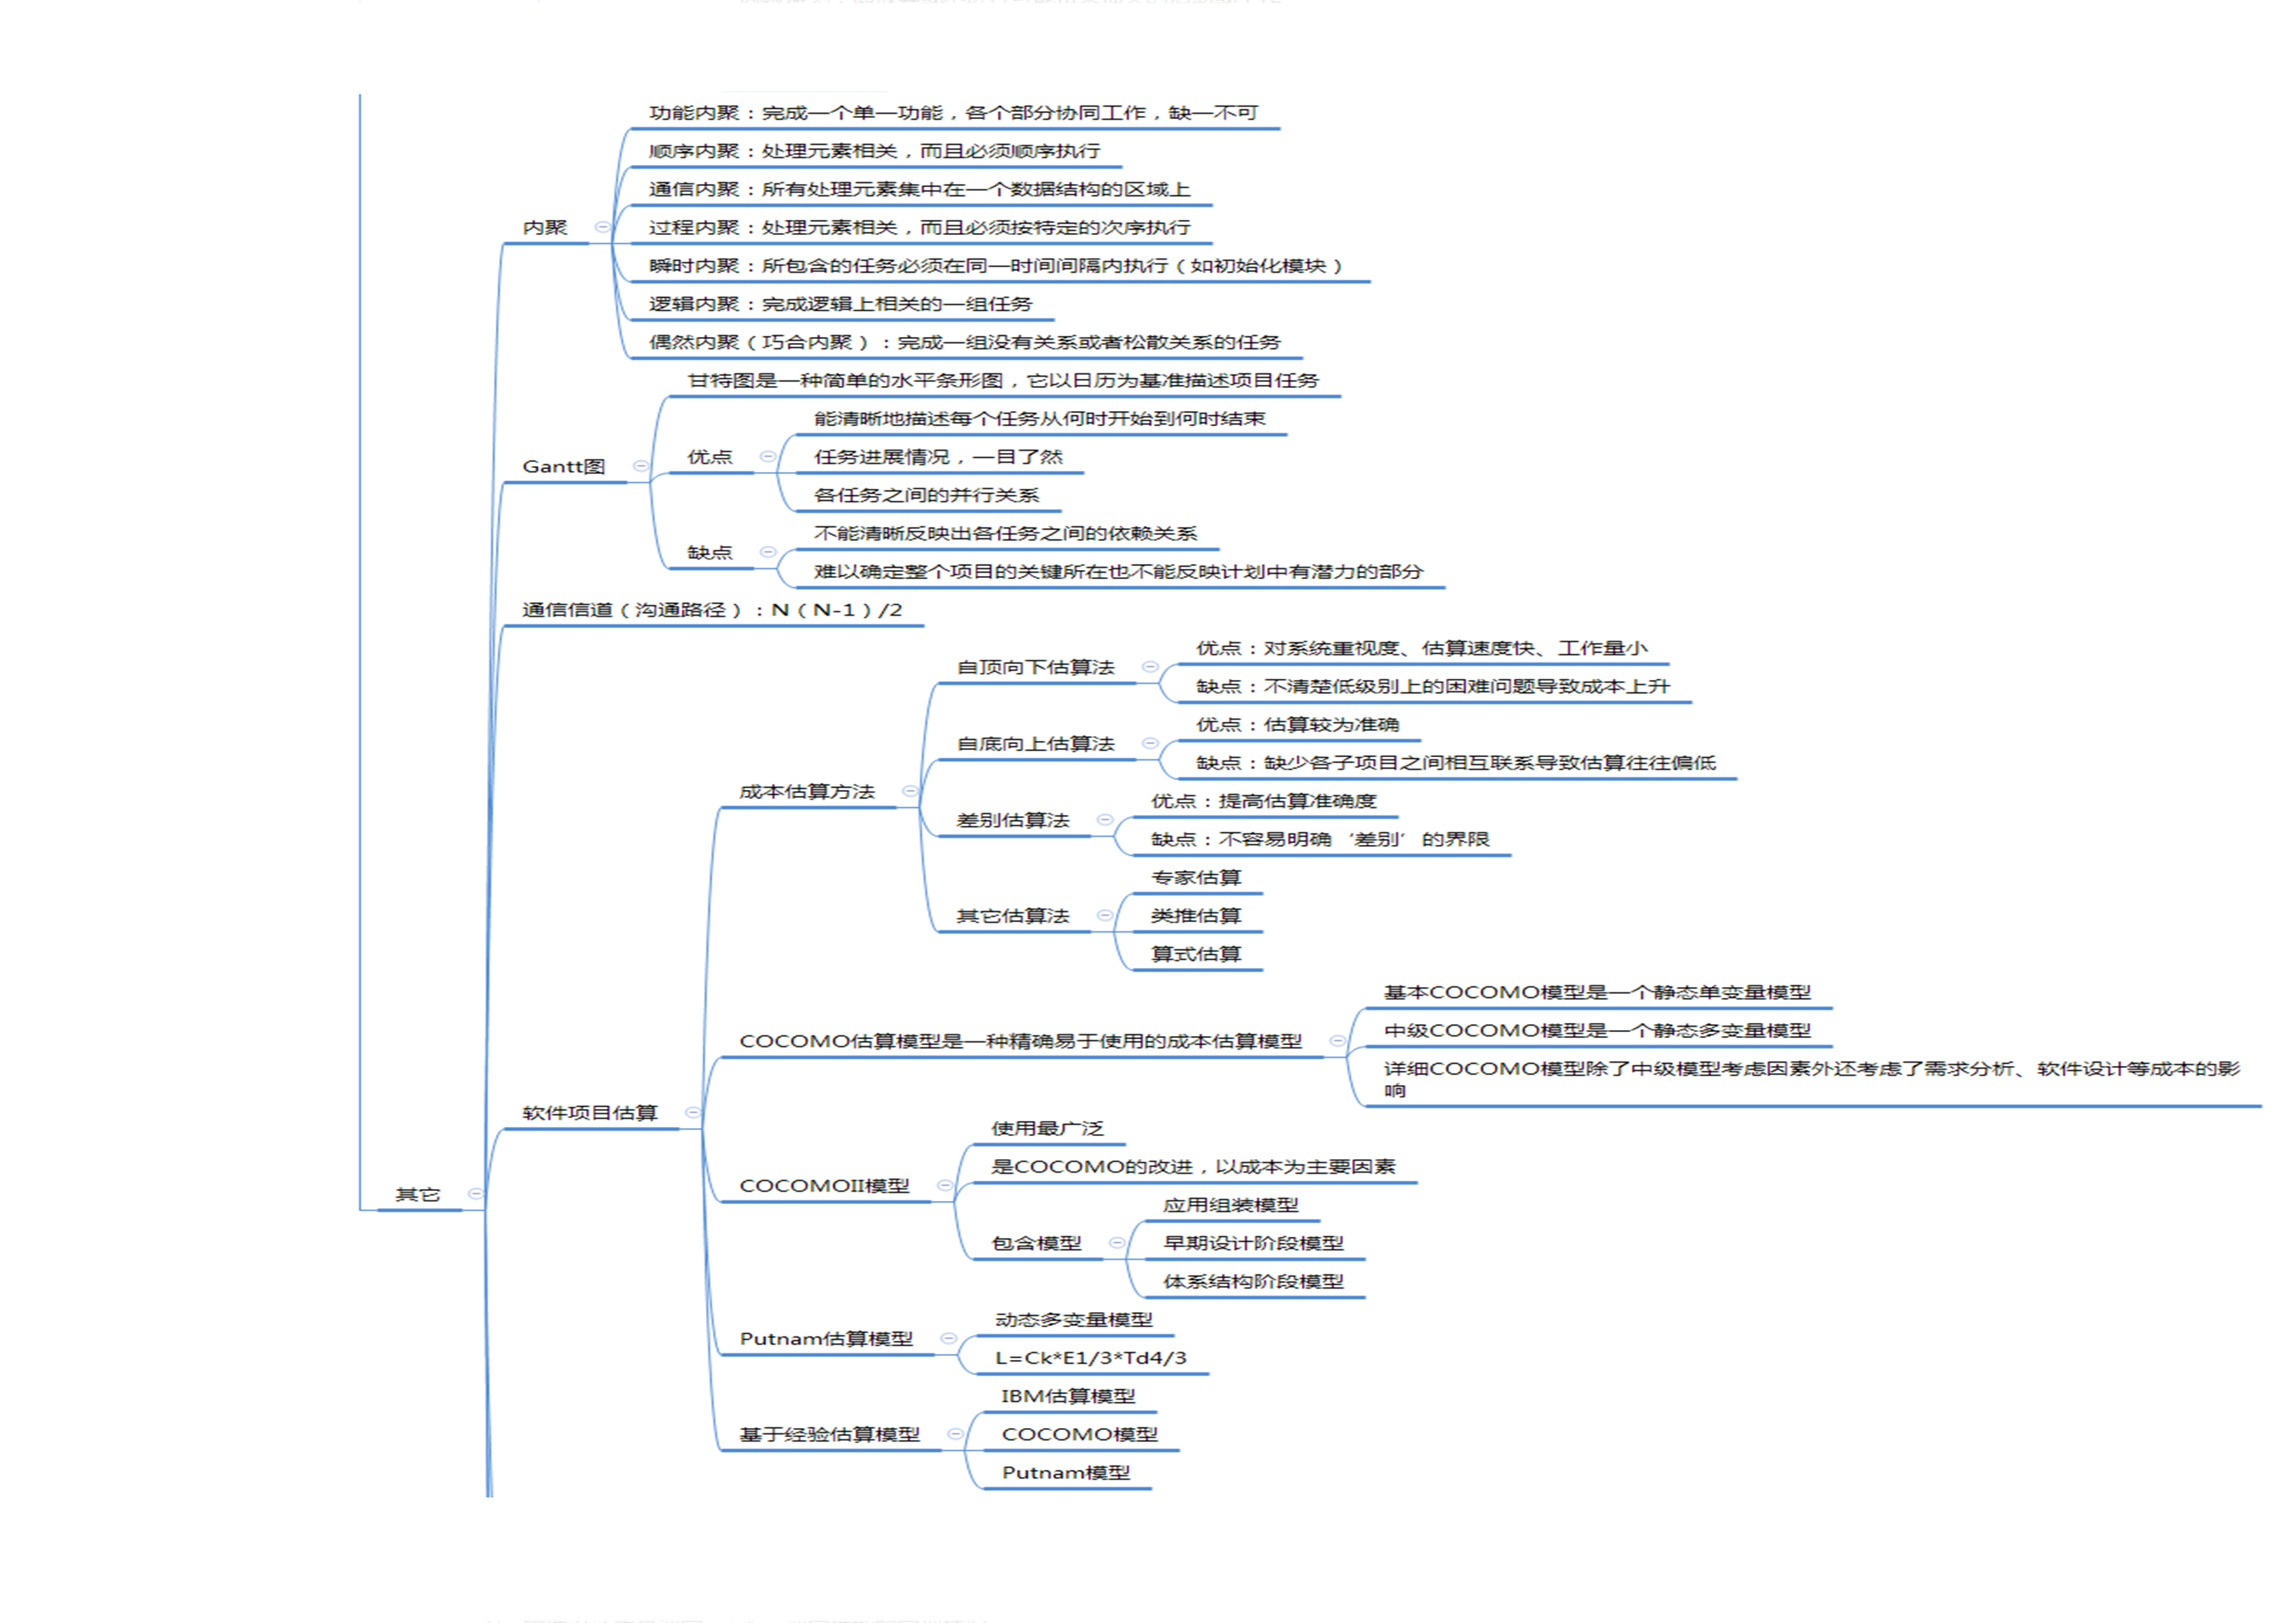 功能内聚：完成一个单一功能，各个部分协同工作，缺一不可
顺序内聚：处理元素相关，而且必须顺序执行
通信内聚：所有处理元素集中在一个数据结构的区域上
内聚
过程内聚：处理元素相关，而且必须按特定的次序执行
瞬时内聚：所包含的任务必须在同一时间间隔内执行（如初始化模块）
逻辑内聚：完成逻辑上相关的一组任务
偶然内聚（巧合内聚）：完成一组没有关系或者松散关系的任务
甘特图是一种简单的水平条形图，它以日历为基准描述项目任务
能清晰地描述每个任务从何时开始到何时结束
Gantt图
优点
任务进展情况，一目了然
各任务之间的并行关系
不能清晰反映出各任务之间的依赖关系
缺点
难以确定整个项目的关键所在也不能反映计划中有潜力的部分
通信信道（沟通路径）：N（N-1）/2
优点：对系统重视度、估算速度快、工作量小
自顶向下估算法
缺点：不清楚低级别上的困难问题导致成本上升
优点：估算较为准确
自底向上估算法
缺点：缺少各子项目之间相互联系导致估算往往偏低
成本估算方法
优点：提高估算准确度
差别估算法
缺点：不容易明确‘差别’的界限
专家估算
其它估算法
类推估算
算式估算
基本COCOMO模型是一个静态单变量模型
COCOMO估算模型是一种精确易于使用的成本估算模型
中级COCOMO模型是一个静态多变量模型
详细COCOMO模型除了中级模型考虑因素外还考虑了需求分析、软件设计等成本的影
响
软件项目估算
使用最广泛
COCOMOII模型
是COCOMO的改进，以成本为主要因素
其它
应用组装模型
包含模型
早期设计阶段模型
体系结构阶段模型
动态多变量模型
Putnam估算模型
L=Ck*E1/3*Td4/3
IBM估算模型
基于经验估算模型
COCOMO模型
Putnam模型